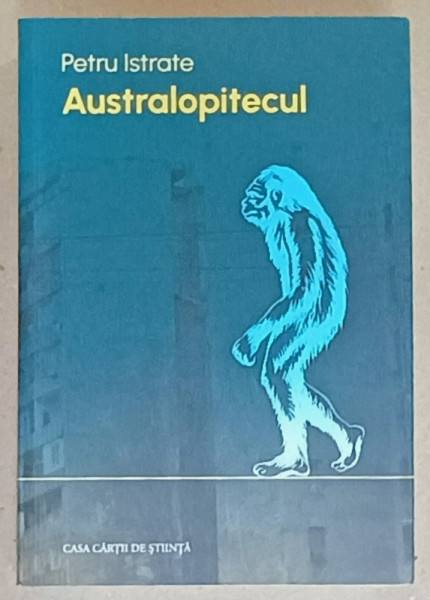 Petru Istrate
Australopitecul
CASA CĂRȚII DE ȘTIINȚĂ